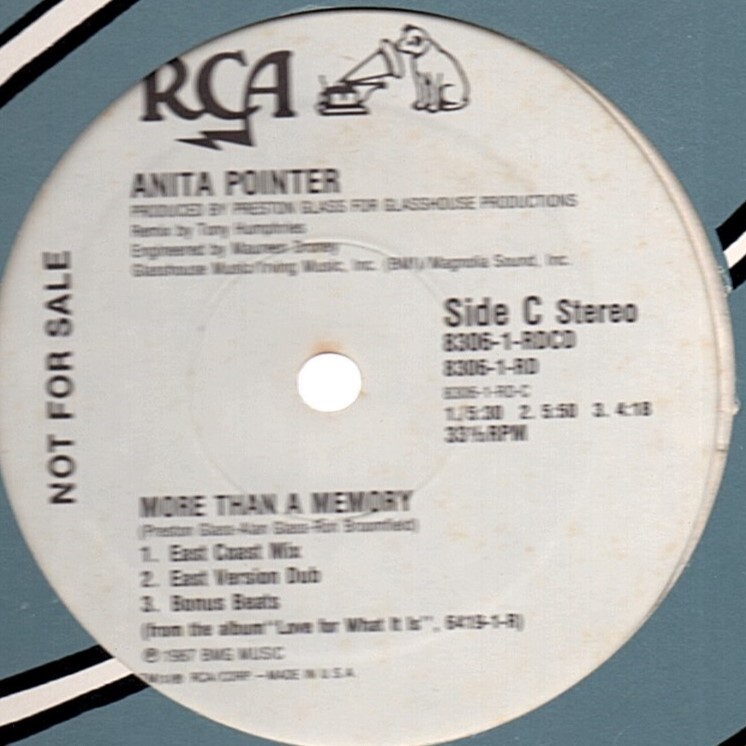 RCA
ANITA POINTER
PRODUCED BY PRESTON GLASS FOR GLASSHOUSE PRODUCTIONS
Remix by Tony Humphries
Engineered by Maureen
Glasshouse Music/Irving Music, Inc. (BMI)/Magnolia Sound, Inc.
NOT FOR SALE
Side C Stereo
8306-1-RDCD
8306-1-RD
8306-1-RD-C
1. 5:30 2. 5:50 3. 4:18
33⅓ RPM
MORE THAN A MEMORY
(Preston Glass-Alan Glass-Ron Broomfield)
1. East Coast Mix
2. East Version Dub
3. Bonus Beats
(from the album "Love for What It Is", 6419-1-R)
℗ 1987 BMG MUSIC
RCA CORP.—MADE IN U.S.A.